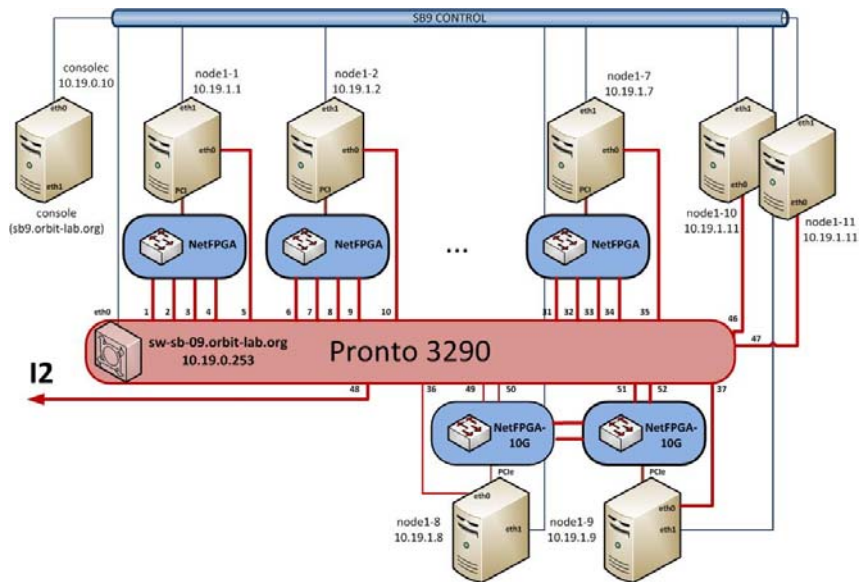 SB9 CONTROL
consolec
10.19.0.10
node1-1
10.19.1.1
node1-2
10.19.1.2
node1-7
10.19.1.7
eth0
eth1
eth1
eth1
eth1
eth1
eth0
eth0
eth0
eth1
PCI
PCI
PCI
eth0
eth0
console
(sb9.orbit-lab.org)
node1-10
10.19.1.11
node1-11
10.19.1.11
NetFPGA
NetFPGA
...
NetFPGA
eth0
1
2
3
4
5
6
7
8
9
10
31
32
33
34
35
46
47
sw-sb-09.orbit-lab.org
10.19.0.253
Pronto 3290
I2
48
36
49
50
51
52
37
NetFPGA-
10G
NetFPGA-
10G
PCIe
PCIe
eth0
eth0
node1-8
10.19.1.8
eth1
node1-9
10.19.1.9
eth1